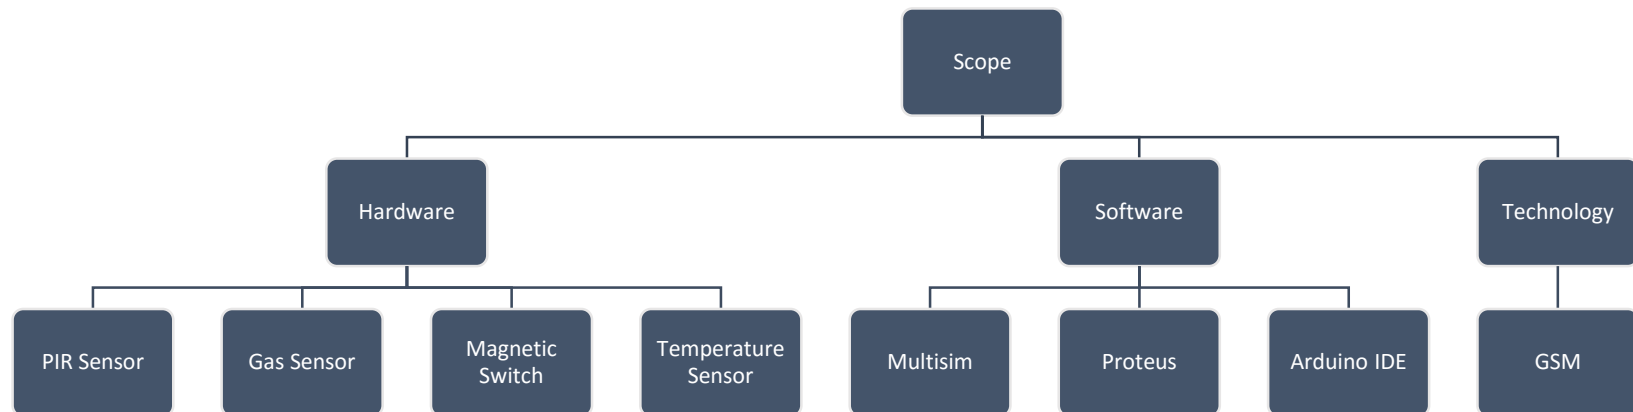 Scope
Hardware
Software
Technology
PIR Sensor
Gas Sensor
Magnetic
Switch
Temperature
Sensor
Multisim
Proteus
Arduino IDE
GSM